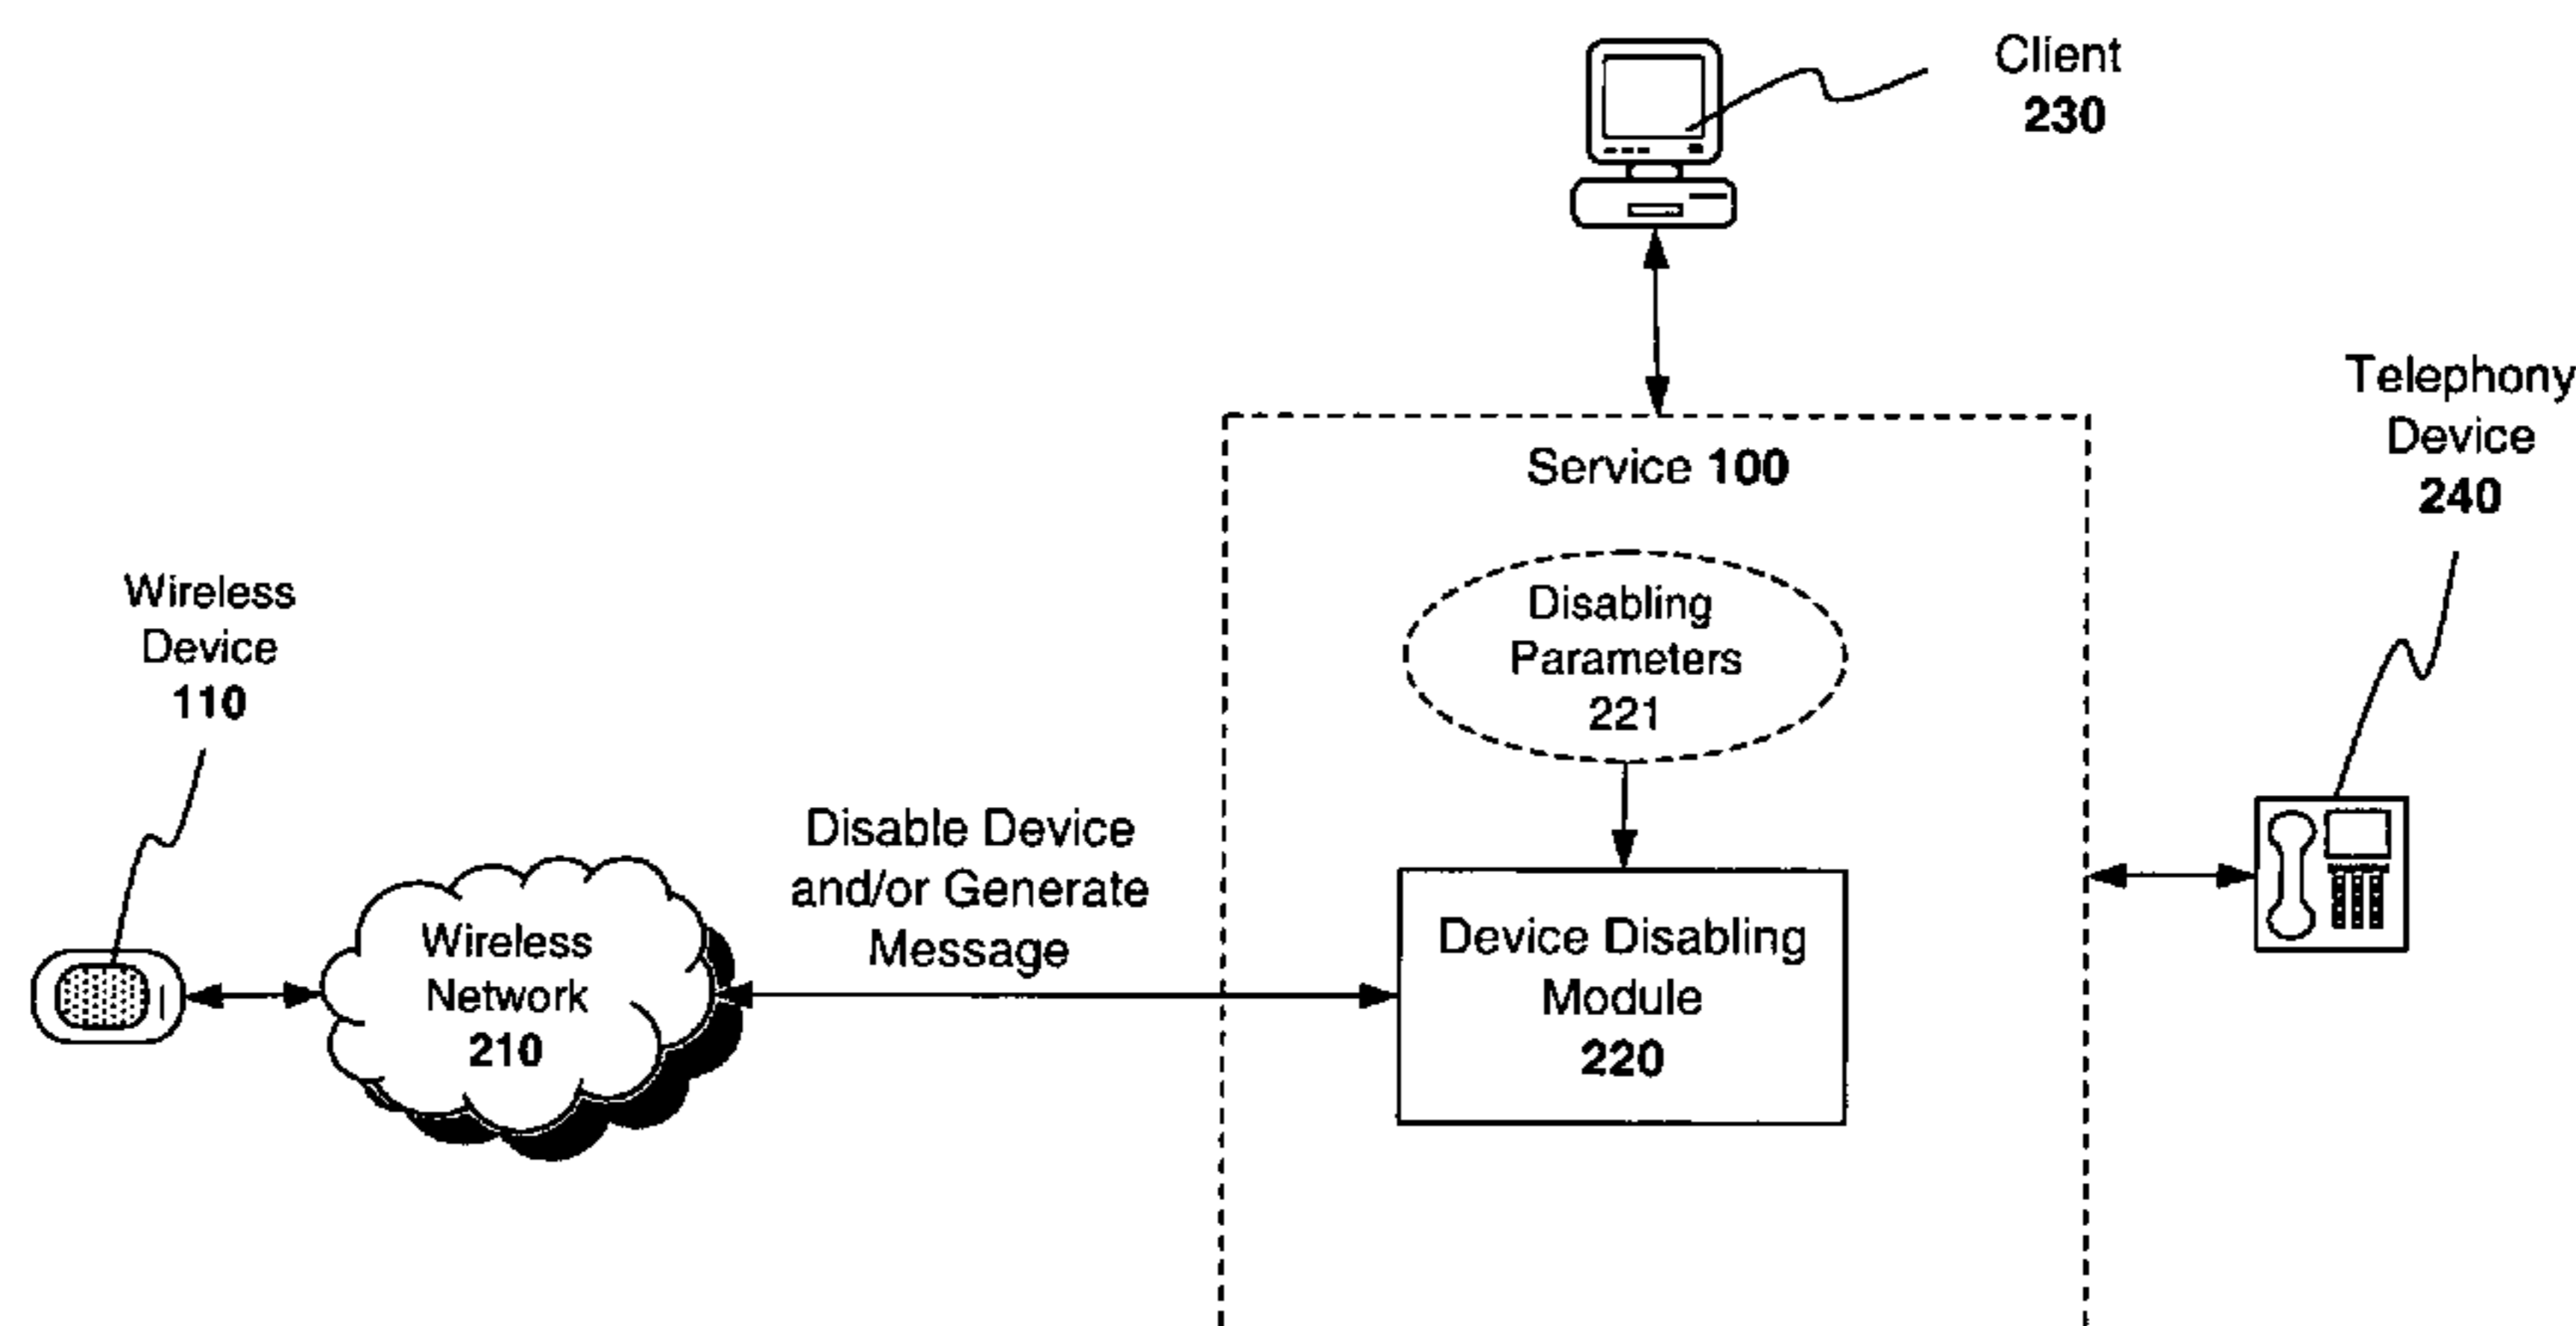 Client
230
Telephony
Device
240
Service 100
Disabling
Parameters
221
Wireless
Device
110
Disable Device
and/or Generate
Message
Wireless
Network
210
Device Disabling
Module
220